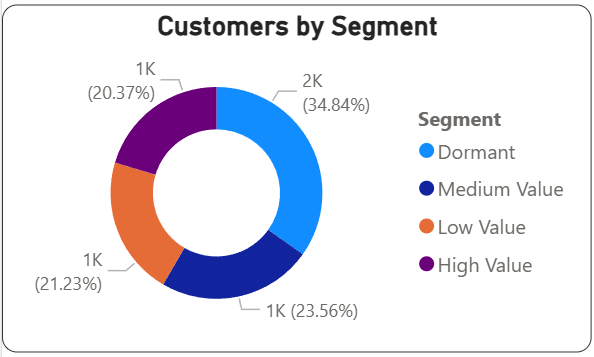 Customers by Segment
1K
(20.37%)
2K
(34.84%)
1K
(21.23%)
1K (23.56%)
Segment
Dormant
Medium Value
Low Value
High Value